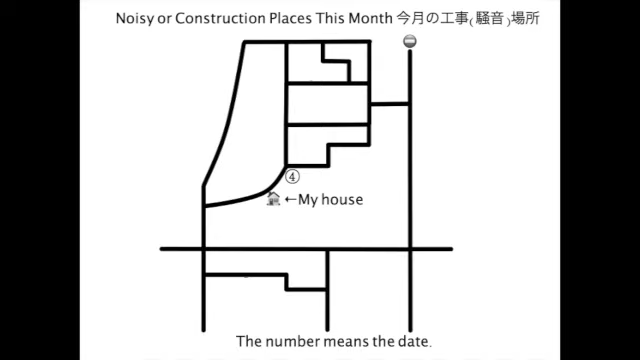 Noisy or Construction Places This Month 今月の工事(騒音)場所
④
←My house
The number means the date.